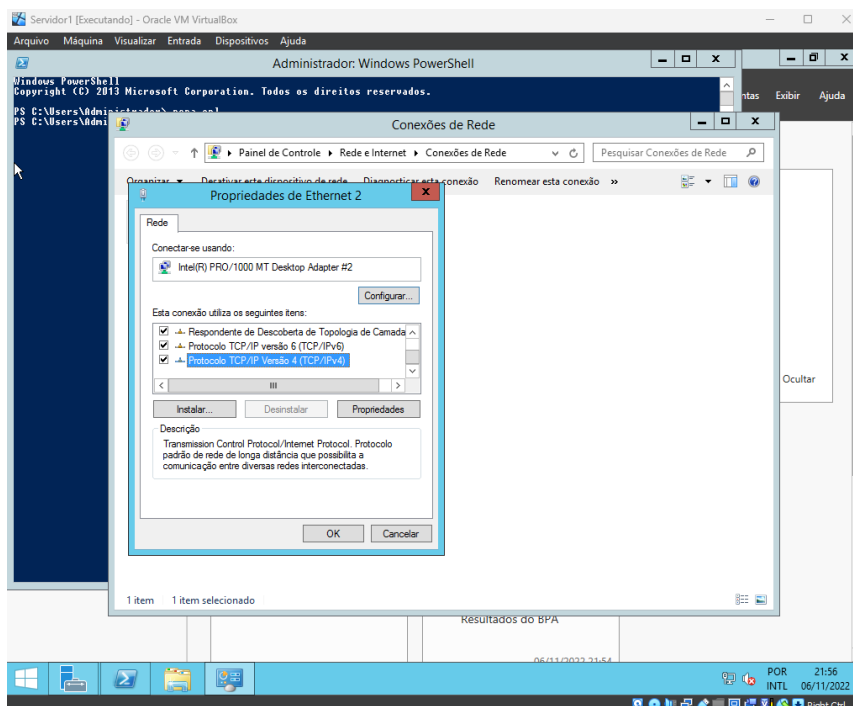 Servidor1 [Executando] - Oracle VM VirtualBox
Arquivo Máquina Visualizar Entrada Dispositivos Ajuda
Administrador: Windows PowerShell
Windows PowerShell
Copyright (C) 2013 Microsoft Corporation. Todos os direitos reservados.
PS C:\Users\Administrador> ncpa.cpl
PS C:\Users\Admi
ntas Exibir Ajuda
Conexões de Rede
Painel de Controle Rede e Internet Conexões de Rede
Pesquisar Conexões de Rede
Organizar Desativar este dispositivo de rede Diagnosticar esta conexão Renomear esta conexão »
Propriedades de Ethernet 2
Rede
Conectar-se usando:
Intel(R) PRO/1000 MT Desktop Adapter #2
Configurar...
Esta conexão utiliza os seguintes itens:
Respondente de Descoberta de Topologia de Camada
Protocolo TCP/IP versão 6 (TCP/IPv6)
Protocolo TCP/IP Versão 4 (TCP/IPv4)
Instalar... Desinstalar Propriedades
Descrição
Transmission Control Protocol/Internet Protocol. Protocolo
padrão de rede de longa distância que possibilita a
comunicação entre diversas redes interconectadas.
OK Cancelar
Ocultar
1 item 1 item selecionado
Resultados do BPA
06/11/2022 21:54
POR 21:56
INTL 06/11/2022
Right Ctrl